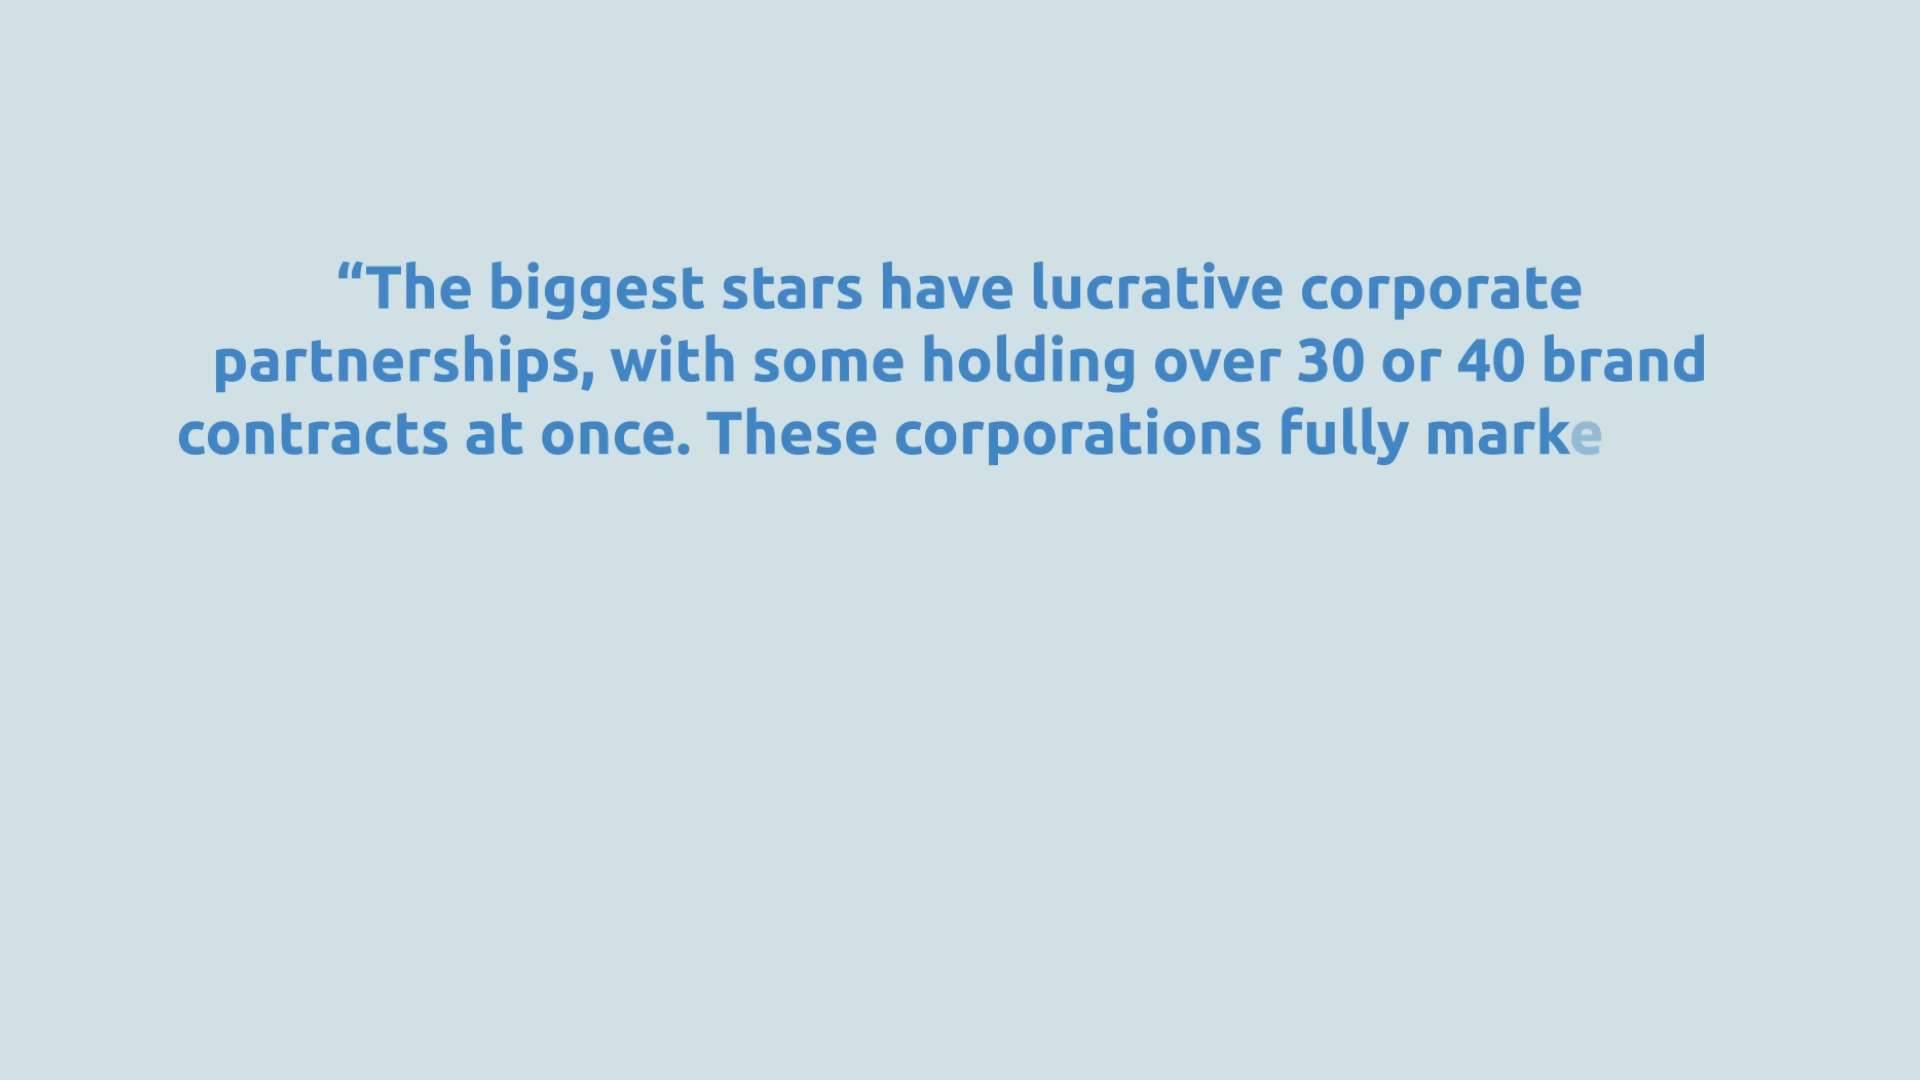 “The biggest stars have lucrative corporate
partnerships, with some holding over 30 or 40 brand
contracts at once. These corporations fully marke